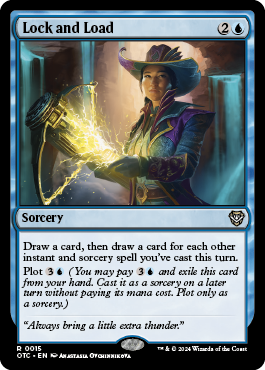 Lock and Load 2
Sorcery
Draw a card, then draw a card for each other
instant and sorcery spell you've cast this turn.
Plot 3 (You may pay 3 and exile this card
from your hand. Cast it as a sorcery on a later
turn without paying its mana cost. Plot only as
a sorcery.)
“Always bring a little extra thunder.”
R 0015
OTC • EN Anastasia Ovchinnikova
™ & © 2024 Wizards of the Coast